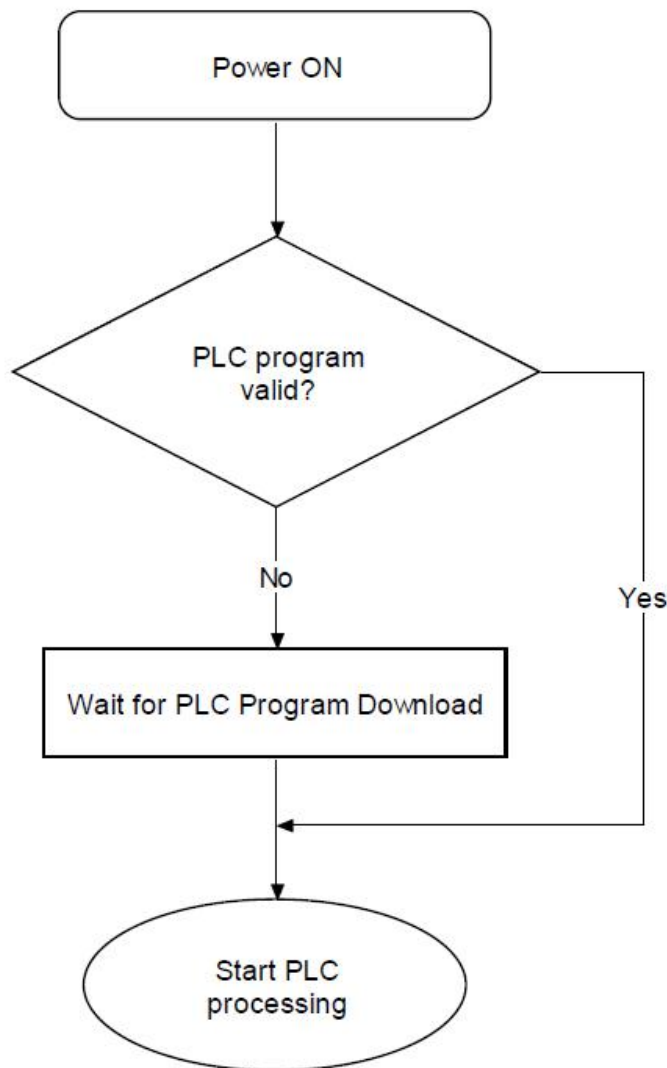 Power ON
PLC program
valid?
No
Yes
Wait for PLC Program Download
Start PLC
processing